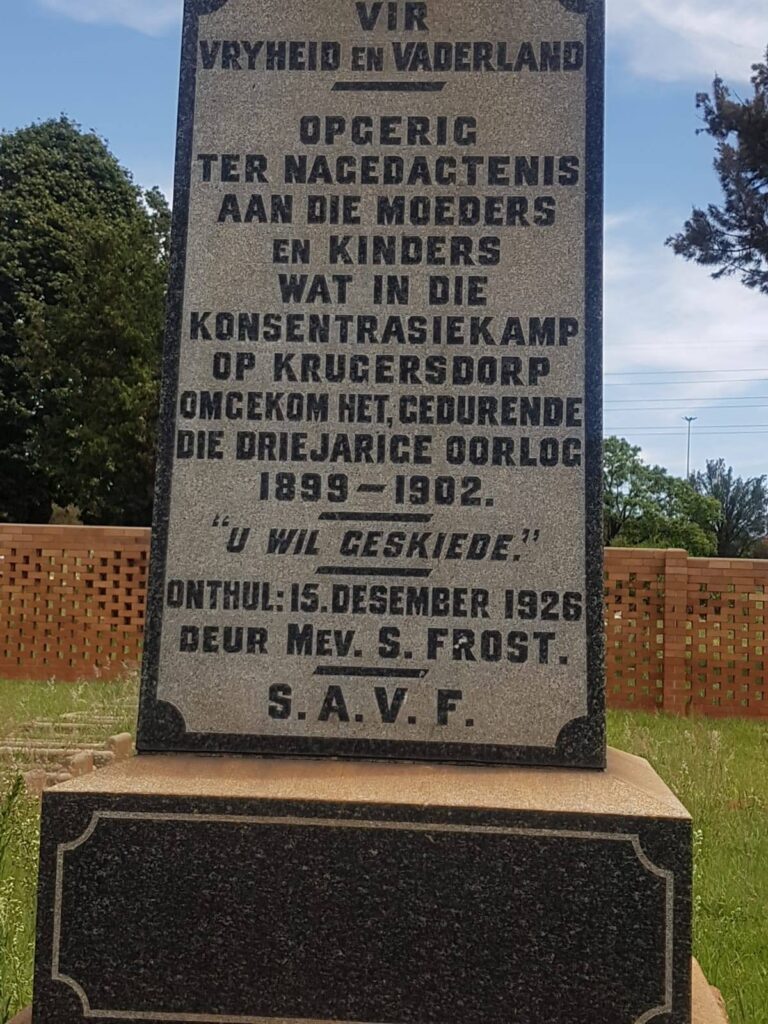 VIR
VRYHEID EN VADERLAND
OPGERIG
TER NAGEDAGTENIS
AAN DIE MOEDERS
EN KINDERS
WAT IN DIE
KONSENTRASIEKAMP
OP KRUGERSDORP
OMGEKOM HET, GEDURENDE
DIE DRIEJARIGE OORLOG
1899–1902.
"U WIL GESKIEDE."
ONTHUL: 15. DESEMBER 1926
DEUR MEV. S. FROST.
S.A.V.F.